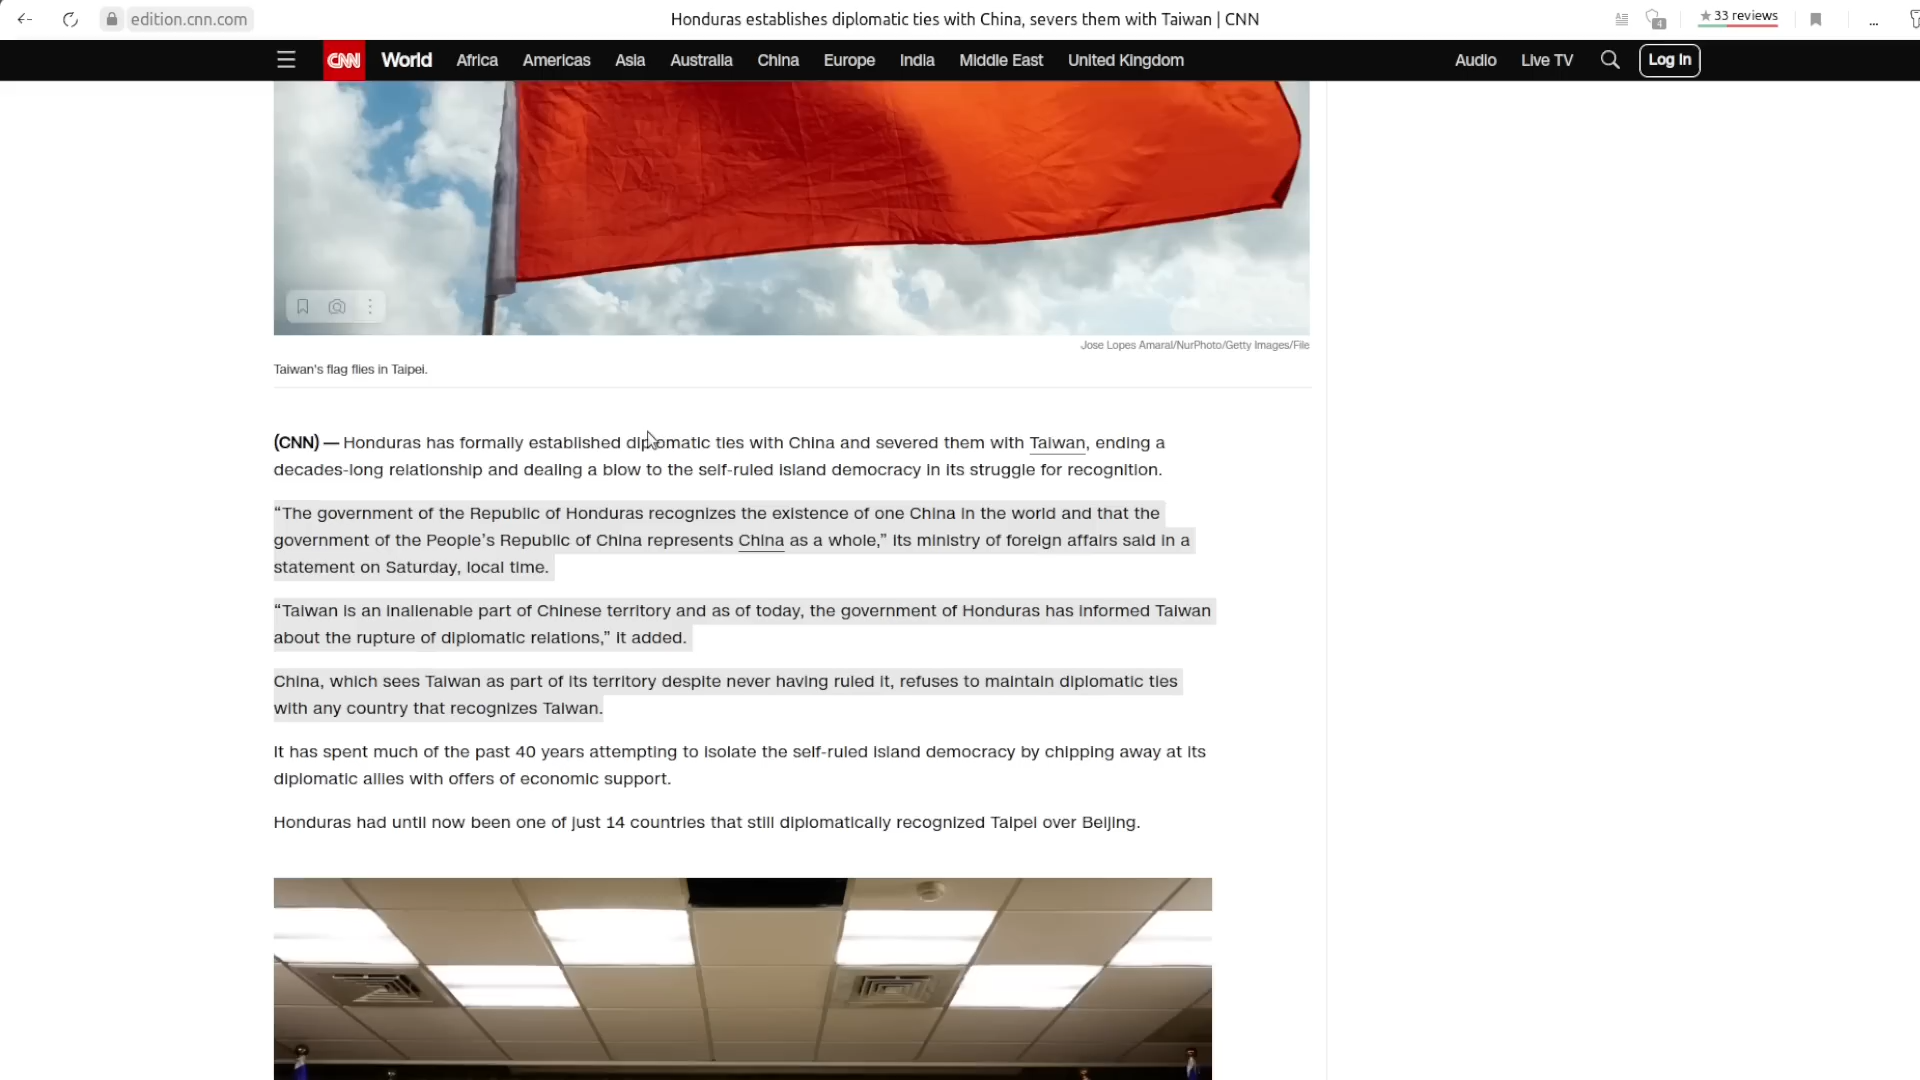 edition.cnn.com
Honduras establishes diplomatic ties with China, severs them with Taiwan | CNN
4
★ 33 reviews
...
CNN World Africa Americas Asia Australia China Europe India Middle East United Kingdom
Audio Live TV Log In
Jose Lopes Amaral/NurPhoto/Getty Images/File
Taiwan's flag flies in Taipei.
(CNN) — Honduras has formally established diplomatic ties with China and severed them with Taiwan, ending a
decades-long relationship and dealing a blow to the self-ruled island democracy in its struggle for recognition.
“The government of the Republic of Honduras recognizes the existence of one China in the world and that the
government of the People’s Republic of China represents China as a whole,” its ministry of foreign affairs said in a
statement on Saturday, local time.
“Taiwan is an inalienable part of Chinese territory and as of today, the government of Honduras has informed Taiwan
about the rupture of diplomatic relations,” it added.
China, which sees Taiwan as part of its territory despite never having ruled it, refuses to maintain diplomatic ties
with any country that recognizes Taiwan.
It has spent much of the past 40 years attempting to isolate the self-ruled island democracy by chipping away at its
diplomatic allies with offers of economic support.
Honduras had until now been one of just 14 countries that still diplomatically recognized Taipei over Beijing.